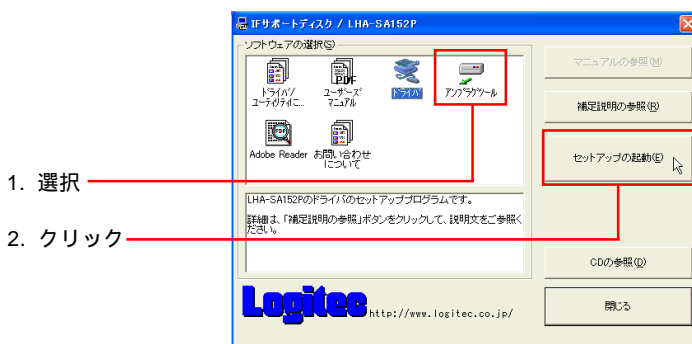 IFサポートディスク / LHA-SA152P
ソフトウェアの選択(S)
ドライバ/
ユーティリティに...
PDF
ユーザーズ
マニュアル
ドライバ
アンプラグツール
Adobe Reader
お問い合わせ
について
マニュアルの参照(M)
補足説明の参照(R)
セットアップの起動(E)
1. 選択
LHA-SA152Pのドライバのセットアッププログラムです。
詳細は、「補足説明の参照」ボタンをクリックして、説明文をご参照く
ださい。
2. クリック
CDの参照(D)
Logitec
http://www.logitec.co.jp/
閉じる